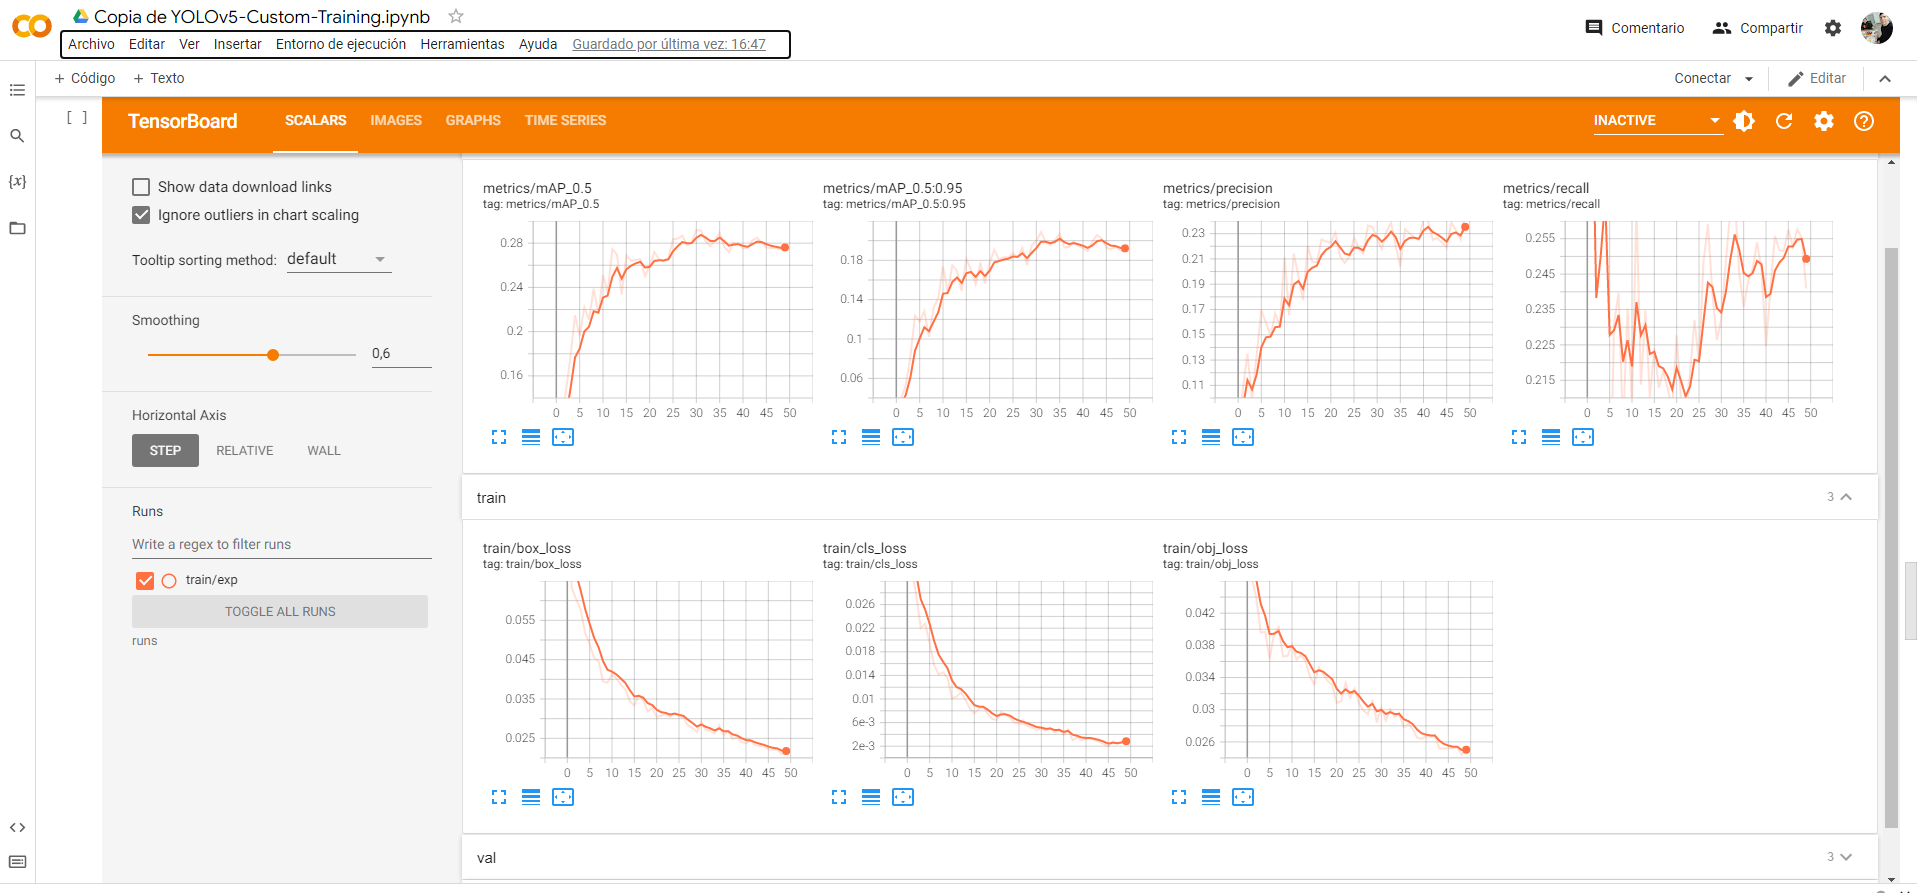 Copia de YOLOv5-Custom-Training.ipynb
Archivo Editar Ver Insertar Entorno de ejecución Herramientas Ayuda Guardado por última vez: 16:47
Comentario Compartir
+ Código + Texto
Conectar Editar
[ ]
TensorBoard SCALARS IMAGES GRAPHS TIME SERIES INACTIVE
{x}
Show data download links
Ignore outliers in chart scaling
Tooltip sorting method: default
Smoothing
0,6
Horizontal Axis
STEP RELATIVE WALL
Runs
Write a regex to filter runs
train/exp
TOGGLE ALL RUNS
runs
metrics/mAP_0.5
tag: metrics/mAP_0.5
0.28
0.24
0.2
0.16
0 5 10 15 20 25 30 35 40 45 50
metrics/mAP_0.5:0.95
tag: metrics/mAP_0.5:0.95
0.18
0.14
0.1
0.06
0 5 10 15 20 25 30 35 40 45 50
metrics/precision
tag: metrics/precision
0.23
0.21
0.19
0.17
0.15
0.13
0.11
0 5 10 15 20 25 30 35 40 45 50
metrics/recall
tag: metrics/recall
0.255
0.245
0.235
0.225
0.215
0 5 10 15 20 25 30 35 40 45 50
train 3
train/box_loss
tag: train/box_loss
0.055
0.045
0.035
0.025
0 5 10 15 20 25 30 35 40 45 50
train/cls_loss
tag: train/cls_loss
0.026
0.022
0.018
0.014
0.01
6e-3
2e-3
0 5 10 15 20 25 30 35 40 45 50
train/obj_loss
tag: train/obj_loss
0.042
0.038
0.034
0.03
0.026
0 5 10 15 20 25 30 35 40 45 50
val 3